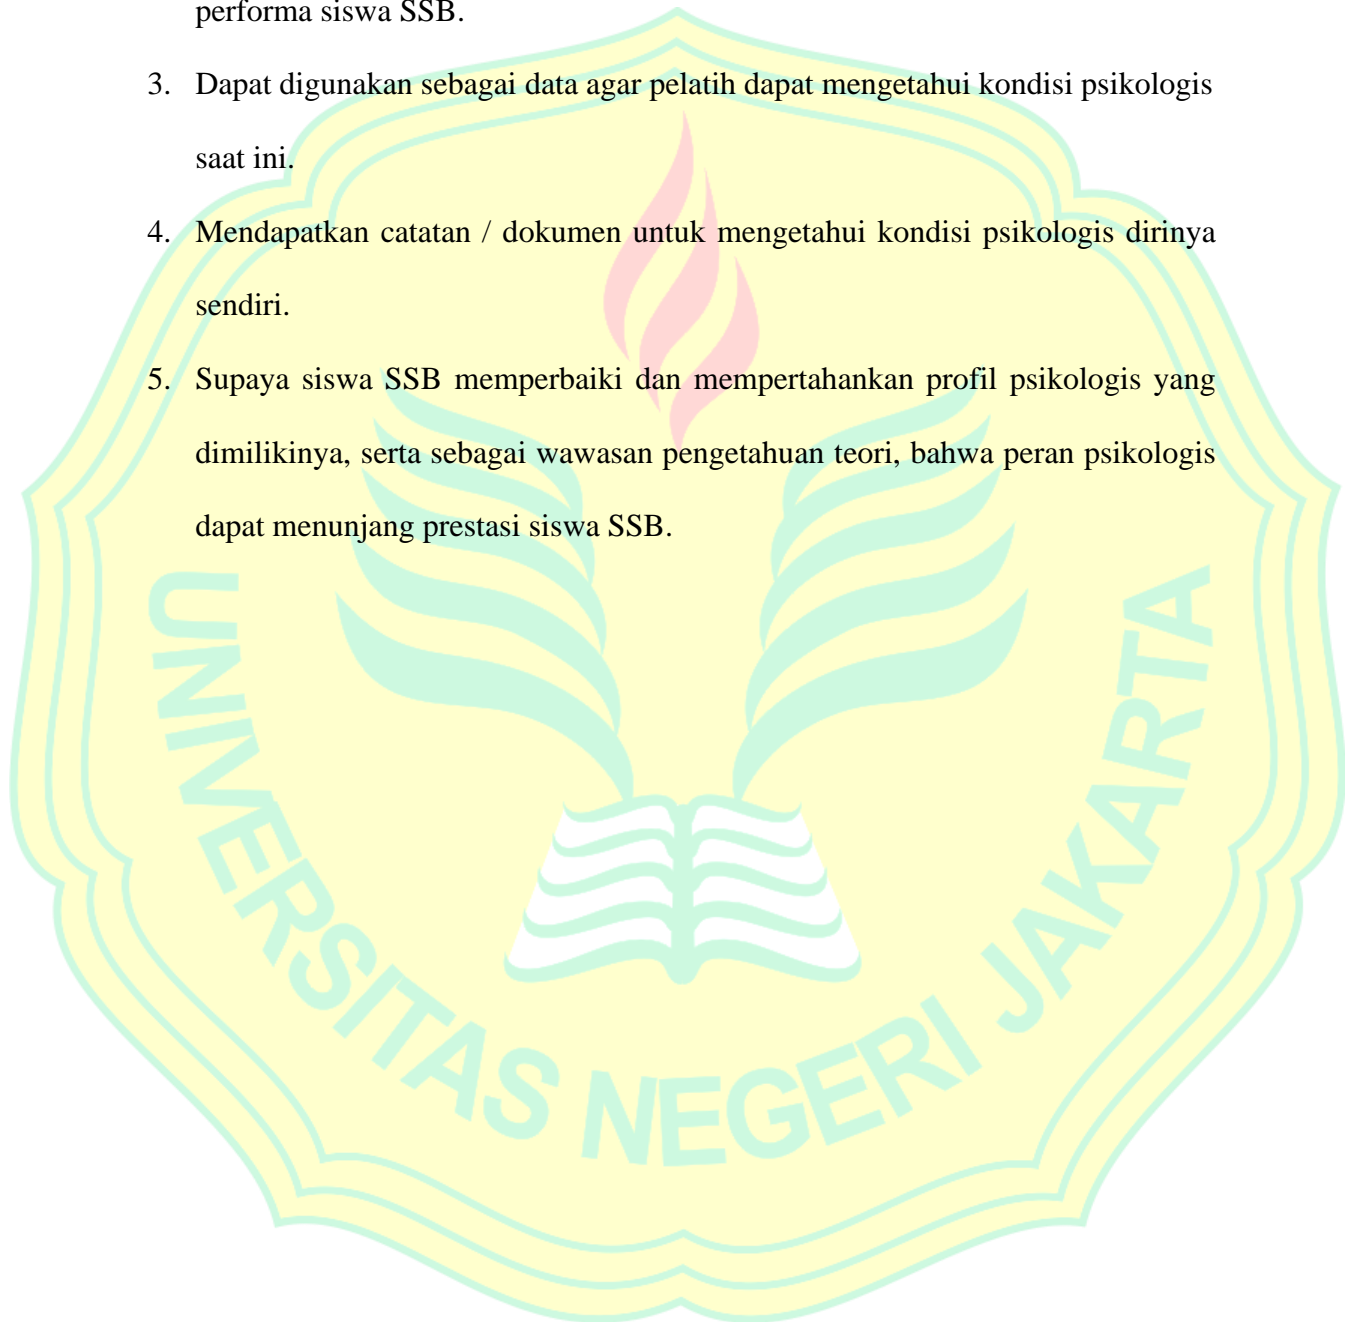 performa siswa SSB.
3. Dapat digunakan sebagai data agar pelatih dapat mengetahui kondisi psikologis
saat ini.
4. Mendapatkan catatan / dokumen untuk mengetahui kondisi psikologis dirinya
sendiri.
5. Supaya siswa SSB memperbaiki dan mempertahankan profil psikologis yang
dimilikinya, serta sebagai wawasan pengetahuan teori, bahwa peran psikologis
dapat menunjang prestasi siswa SSB.
UNIVERSITAS NEGERI JAKARTA